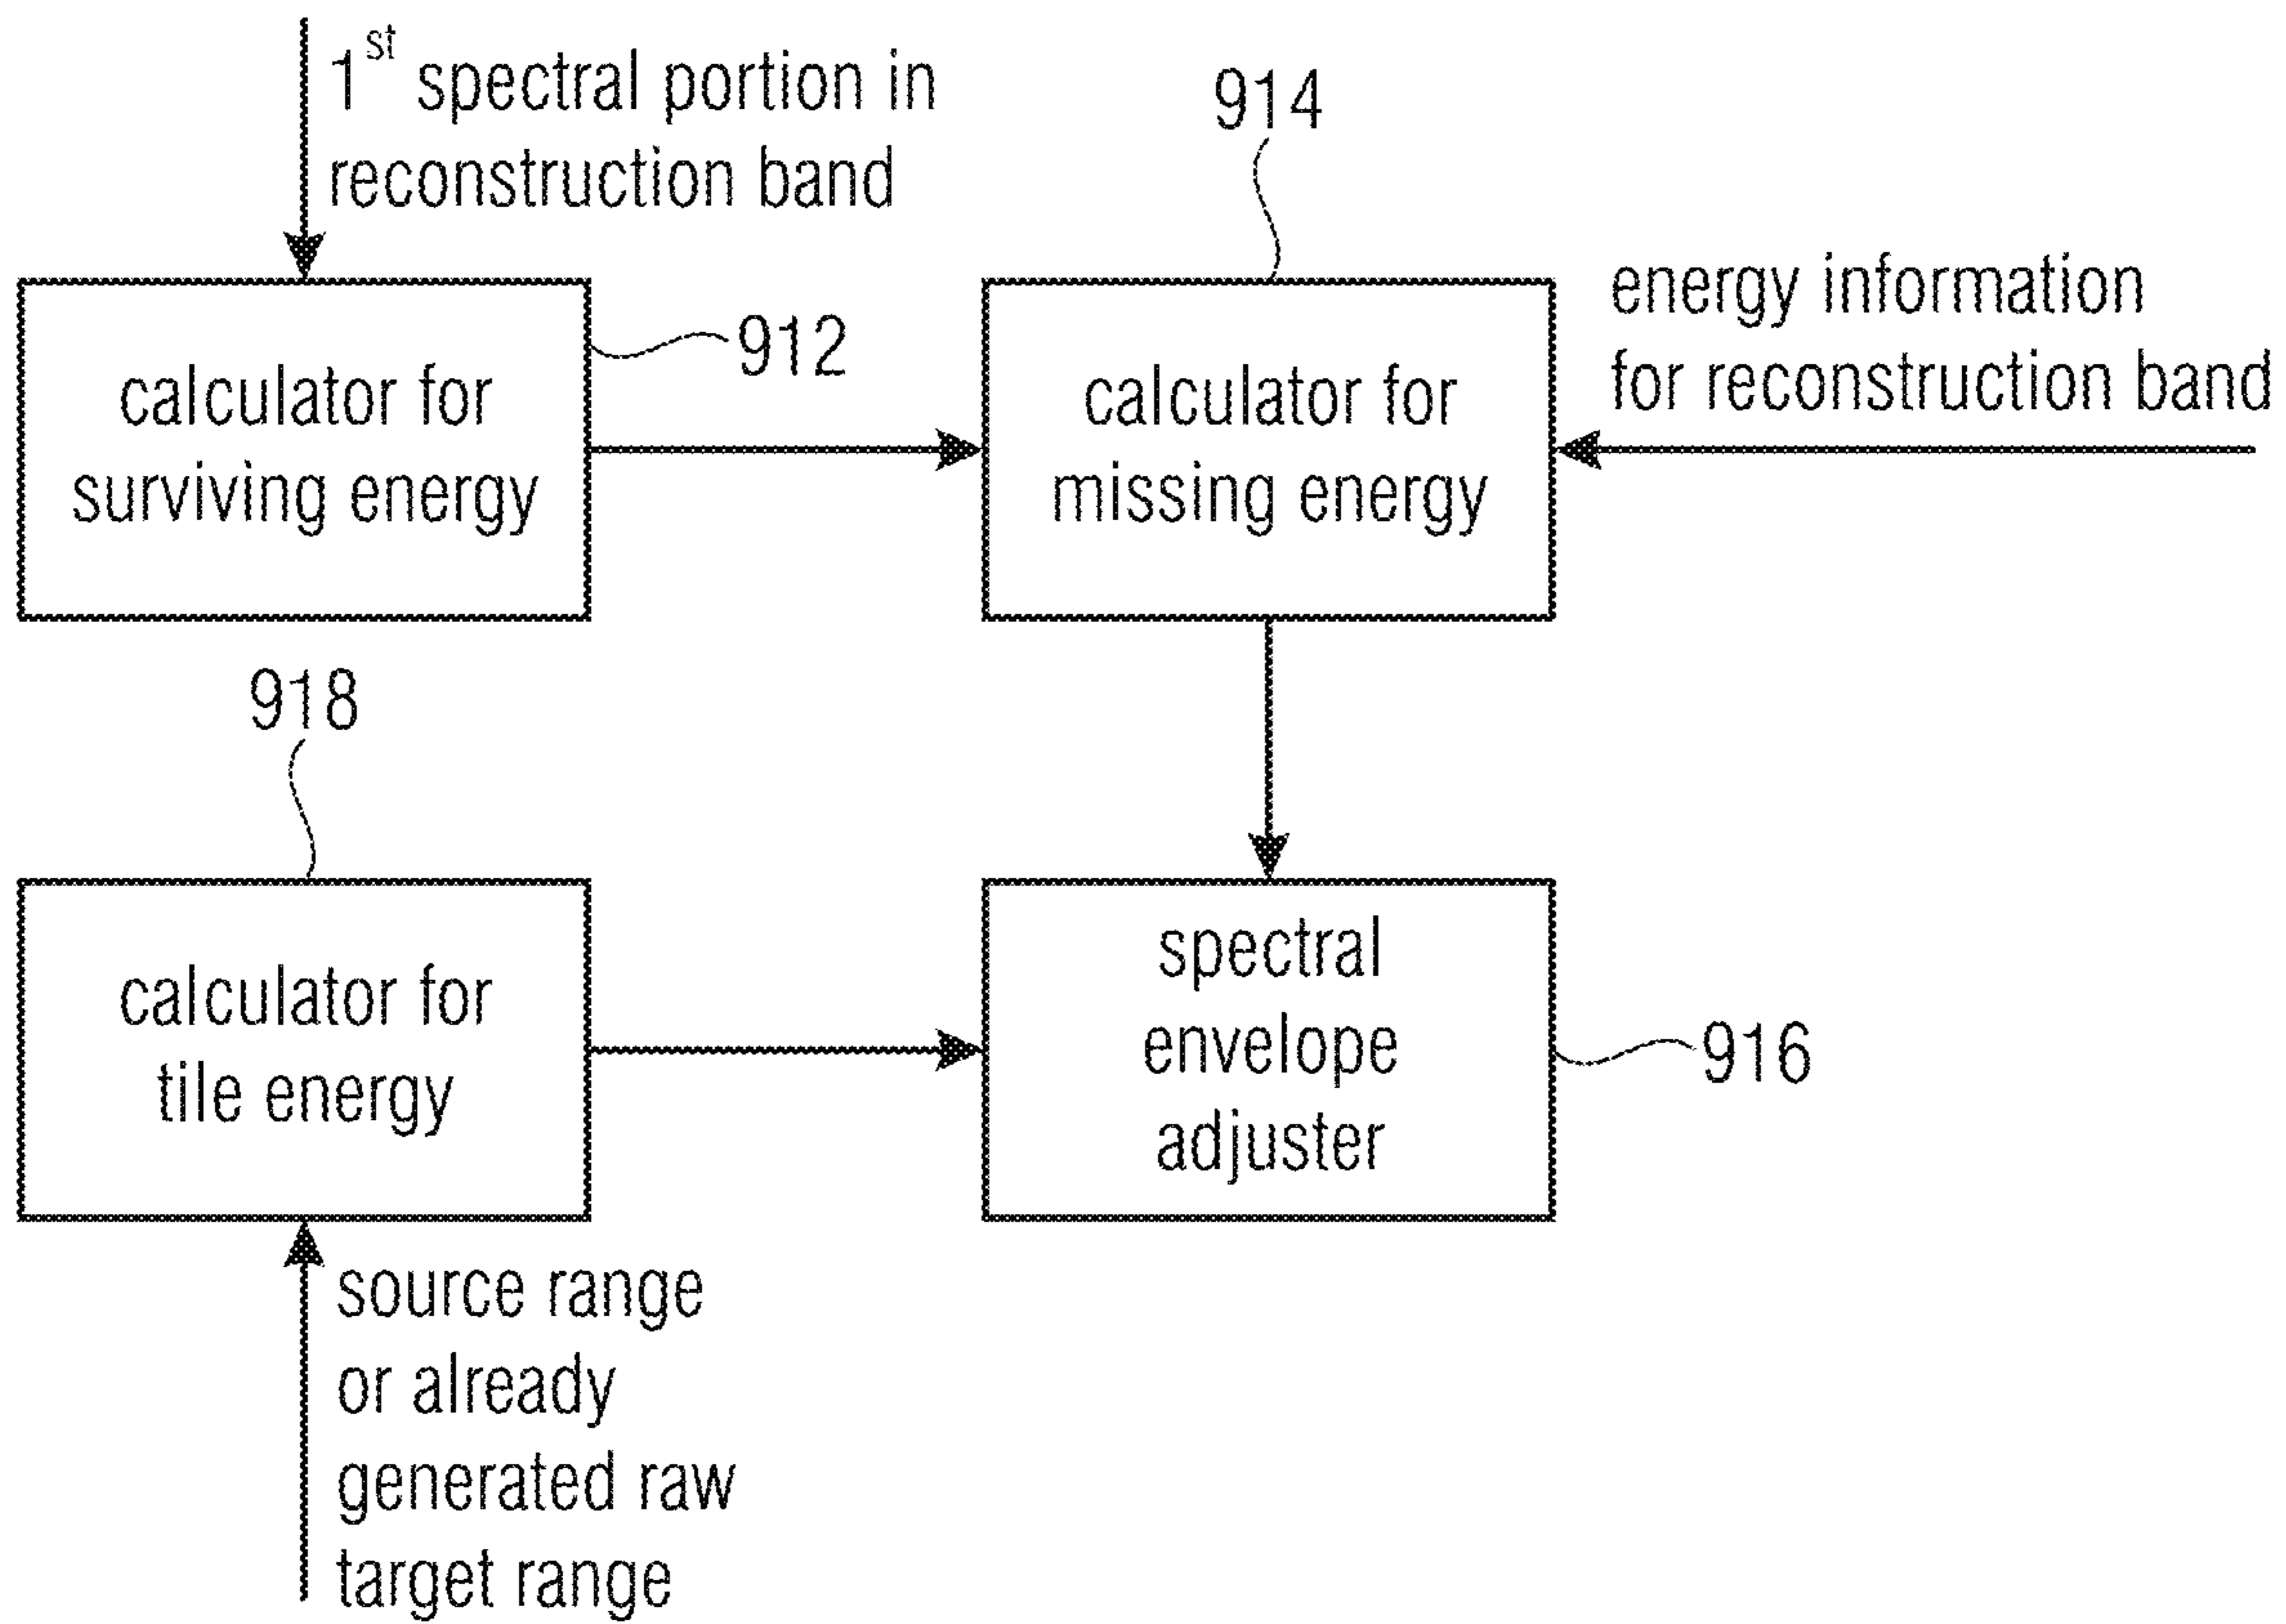 1st spectral portion in
reconstruction band
914
energy information
for reconstruction band
912
calculator for
surviving energy
calculator for
missing energy
918
calculator for
tile energy
spectral
envelope
adjuster
916
source range
or already
generated raw
target range